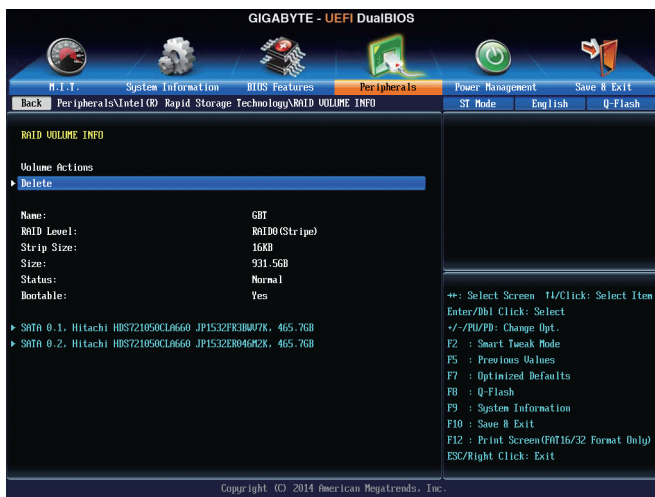 GIGABYTE - UEFI DualBIOS
M.I.T. System Information BIOS Features Peripherals Power Management Save & Exit
Back Peripherals\Intel(R) Rapid Storage Technology\RAID VOLUME INFO ST Mode English Q-Flash
RAID VOLUME INFO
Volume Actions
Delete
Name: GBT
RAID Level: RAID0(Stripe)
Strip Size: 16KB
Size: 931.5GB
Status: Normal
Bootable: Yes
SATA 0.1, Hitachi HDS721050CLA660 JP1532FR3BWU7K, 465.7GB
SATA 0.2, Hitachi HDS721050CLA660 JP1532ER046M2K, 465.7GB
→←: Select Screen ↑↓/Click: Select Item
Enter/Dbl Click: Select
+/-/PU/PD: Change Opt.
F2 : Smart Tweak Mode
F5 : Previous Values
F7 : Optimized Defaults
F8 : Q-Flash
F9 : System Information
F10 : Save & Exit
F12 : Print Screen(FAT16/32 Format Only)
ESC/Right Click: Exit
Copyright (C) 2014 American Megatrends, Inc.